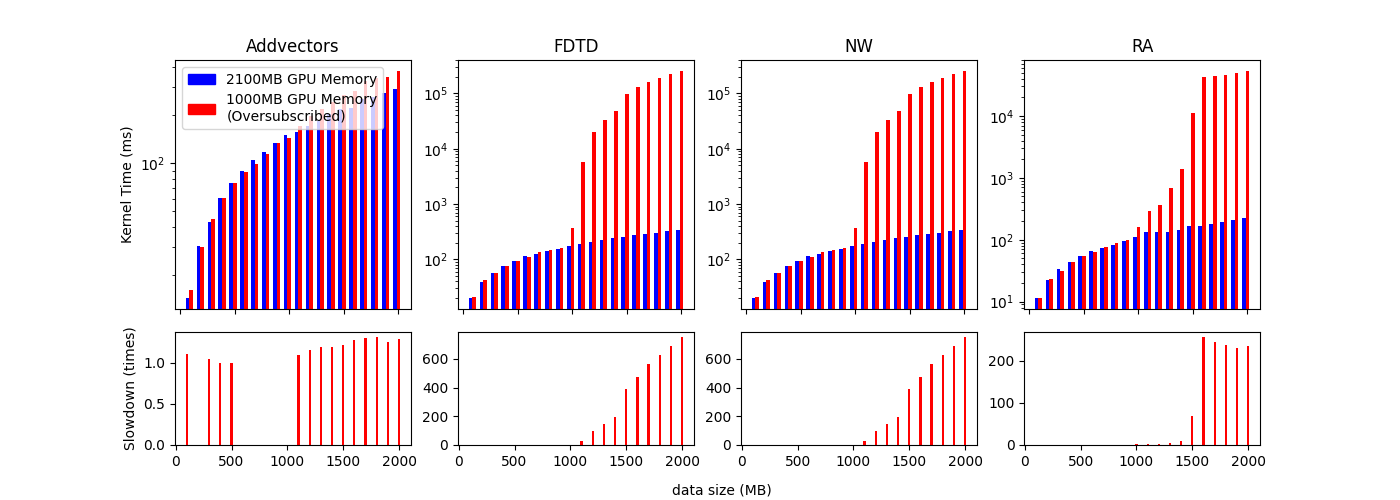 Addvectors
FDTD
NW
RA
2100MB GPU Memory
1000MB GPU Memory
(Oversubscribed)
Kernel Time (ms)
10²
10⁵
10⁴
10³
10²
10⁵
10⁴
10³
10²
10⁴
10³
10²
10¹
Slowdown (times)
1.0
0.5
0.0
600
400
200
0
600
400
200
0
200
100
0
0 500 1000 1500 2000
0 500 1000 1500 2000
0 500 1000 1500 2000
0 500 1000 1500 2000
data size (MB)